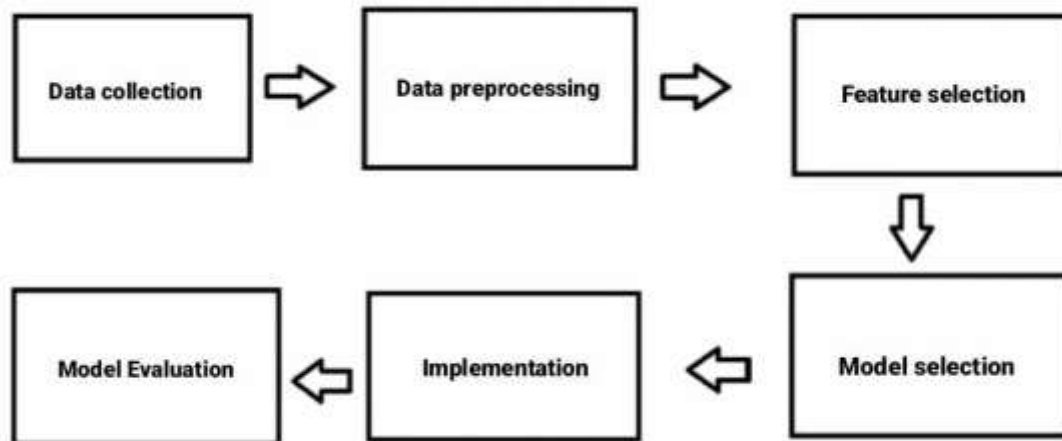 Data collection
Data preprocessing
Feature selection
Model selection
Implementation
Model Evaluation